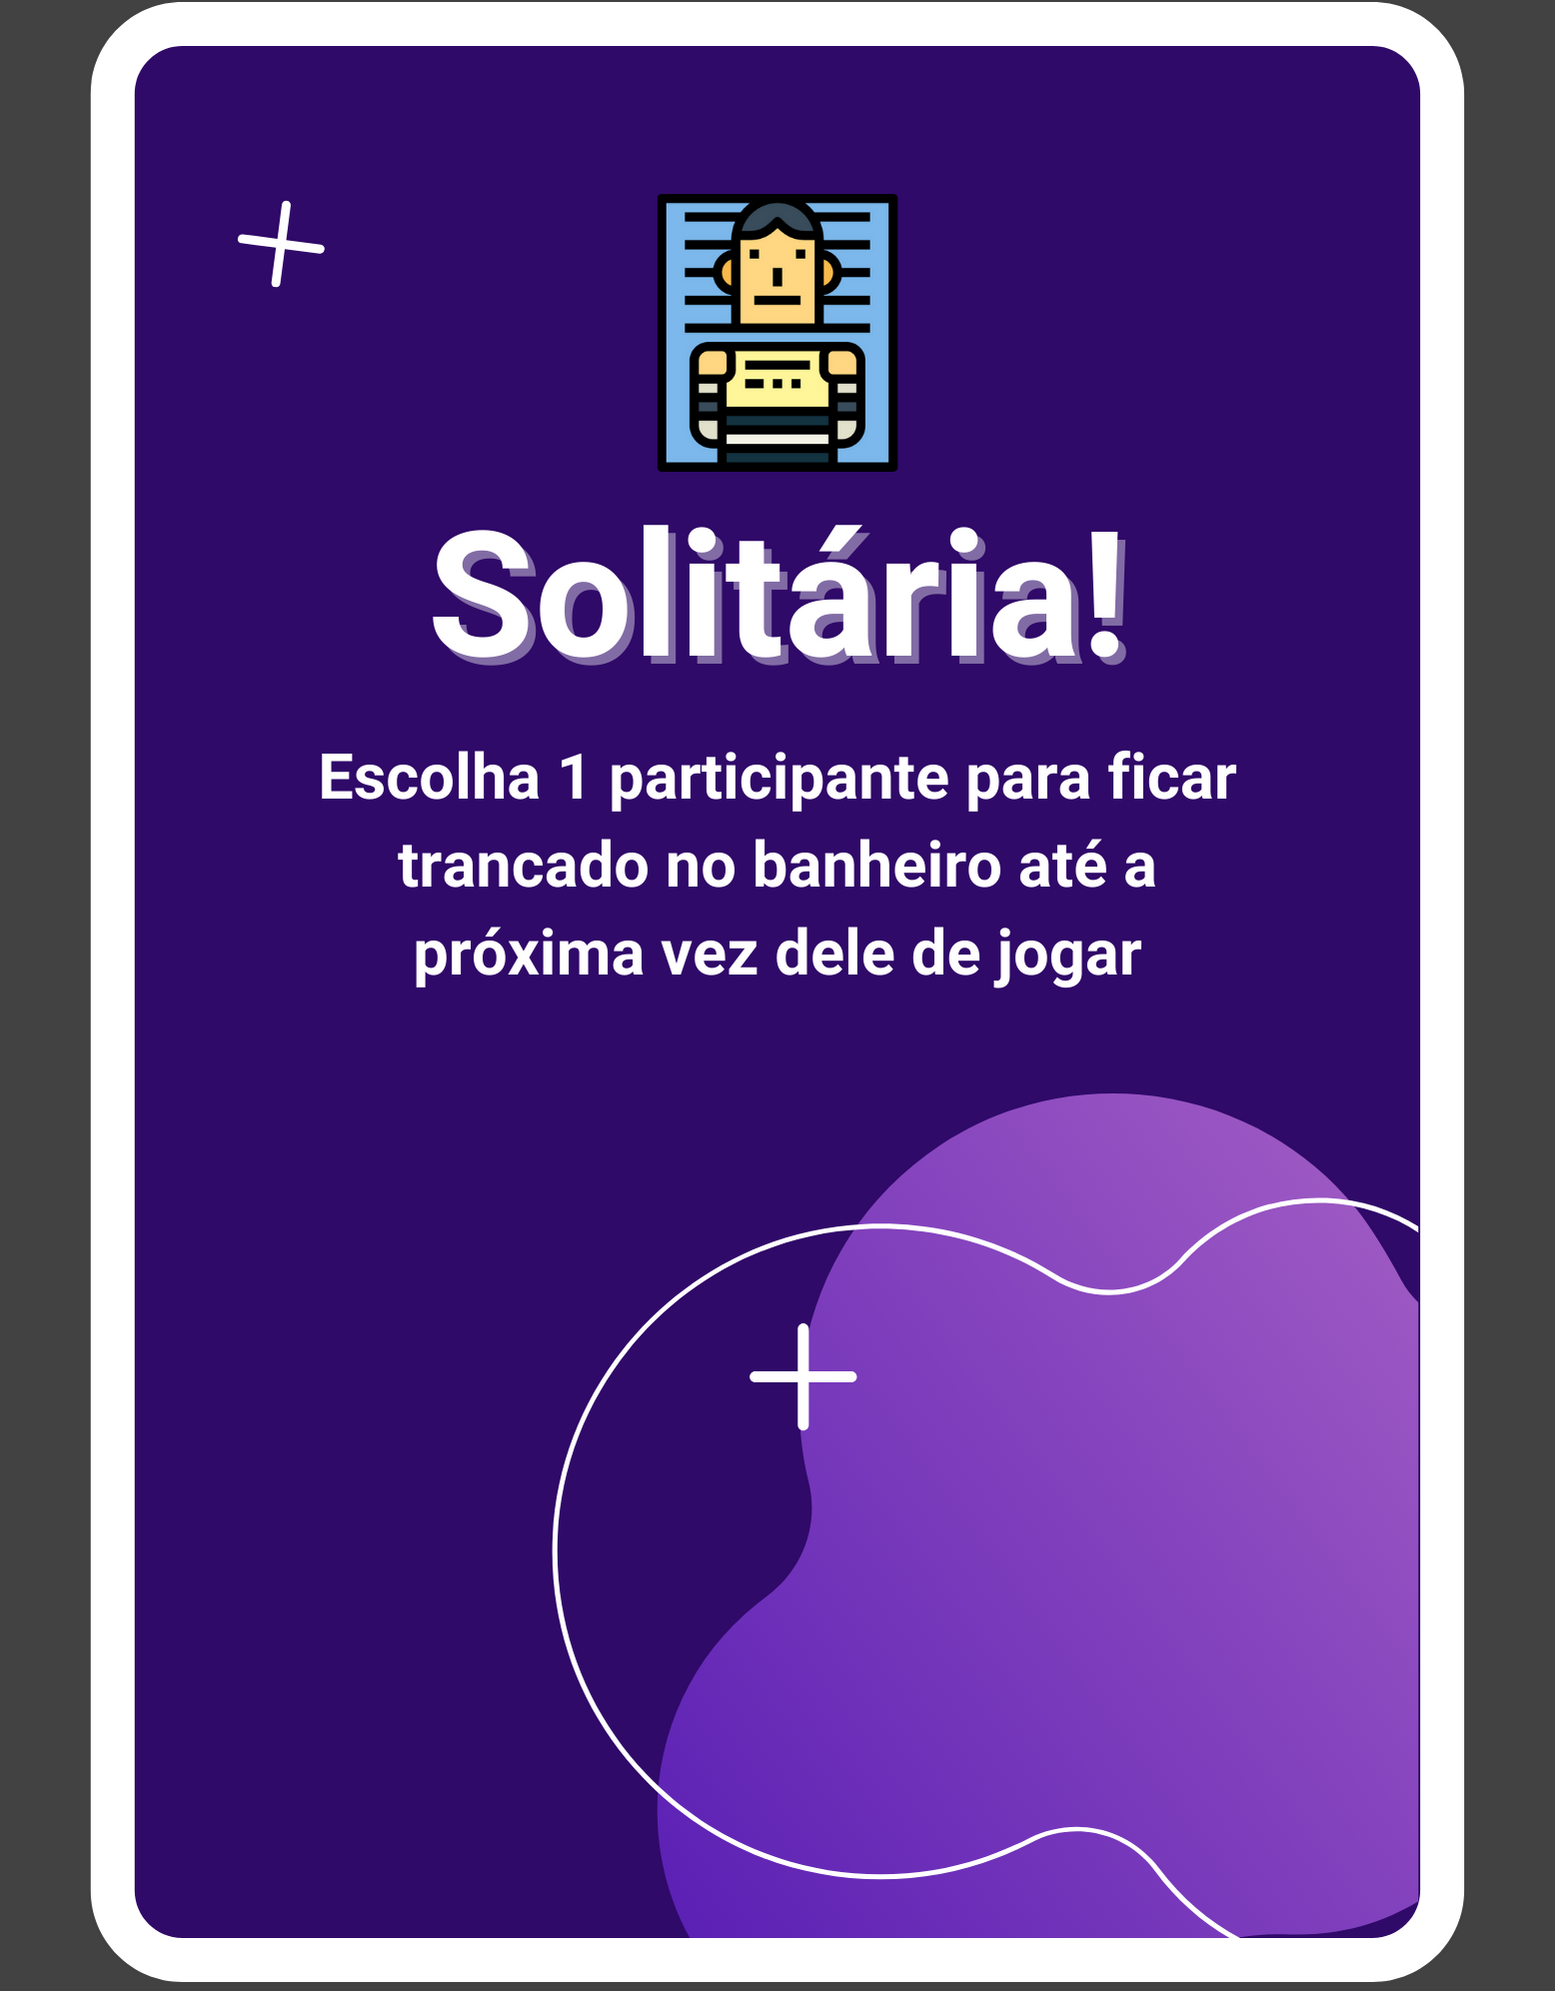 Solitária!
Escolha 1 participante para ficar
trancado no banheiro até a
próxima vez dele de jogar